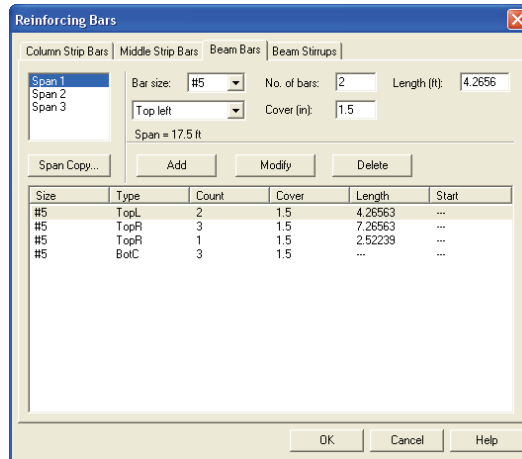 Reinforcing Bars
Column Strip Bars Middle Strip Bars Beam Bars Beam Stirrups
Span 1
Span 2
Span 3
Bar size: #5 No. of bars: 2 Length (ft): 4.2656
Top left Cover (in): 1.5
Span = 17.5 ft
Span Copy... Add Modify Delete
Size Type Count Cover Length Start
#5 TopL 2 1.5 4.26563 ---
#5 TopR 3 1.5 7.26563 ---
#5 TopR 1 1.5 2.52239 ---
#5 BotC 3 1.5 --- ---
OK Cancel Help